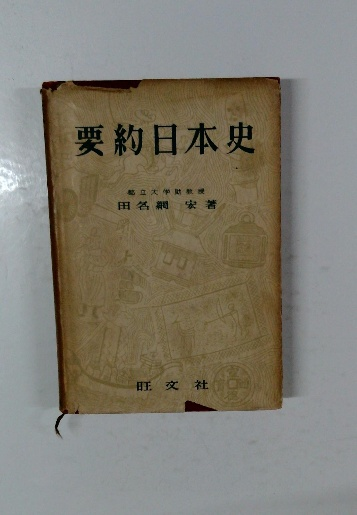 要約日本史
都立大学助教授
田名網 宏著
旺文社